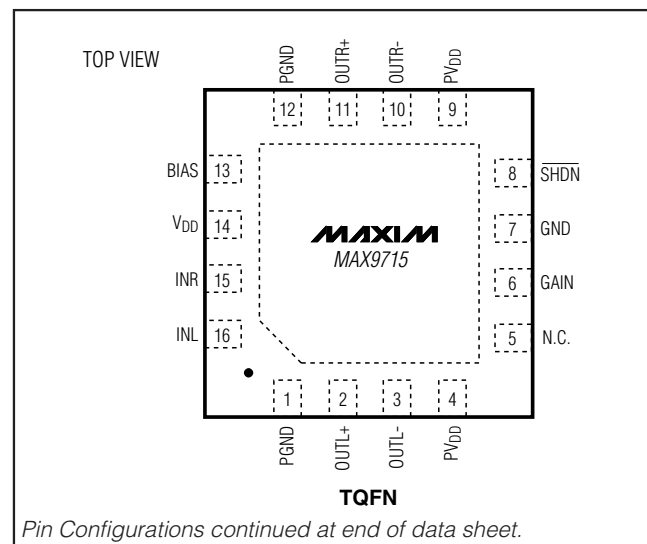 TOP VIEW
PGND
OUTR+
OUTR-
PVDD
12
11
10
9
BIAS 13
VDD 14
INR 15
INL 16
MAXIM
MAX9715
8 SHDN
7 GND
6 GAIN
5 N.C.
1
2
3
4
PGND
OUTL+
OUTL-
PVDD
TQFN
Pin Configurations continued at end of data sheet.